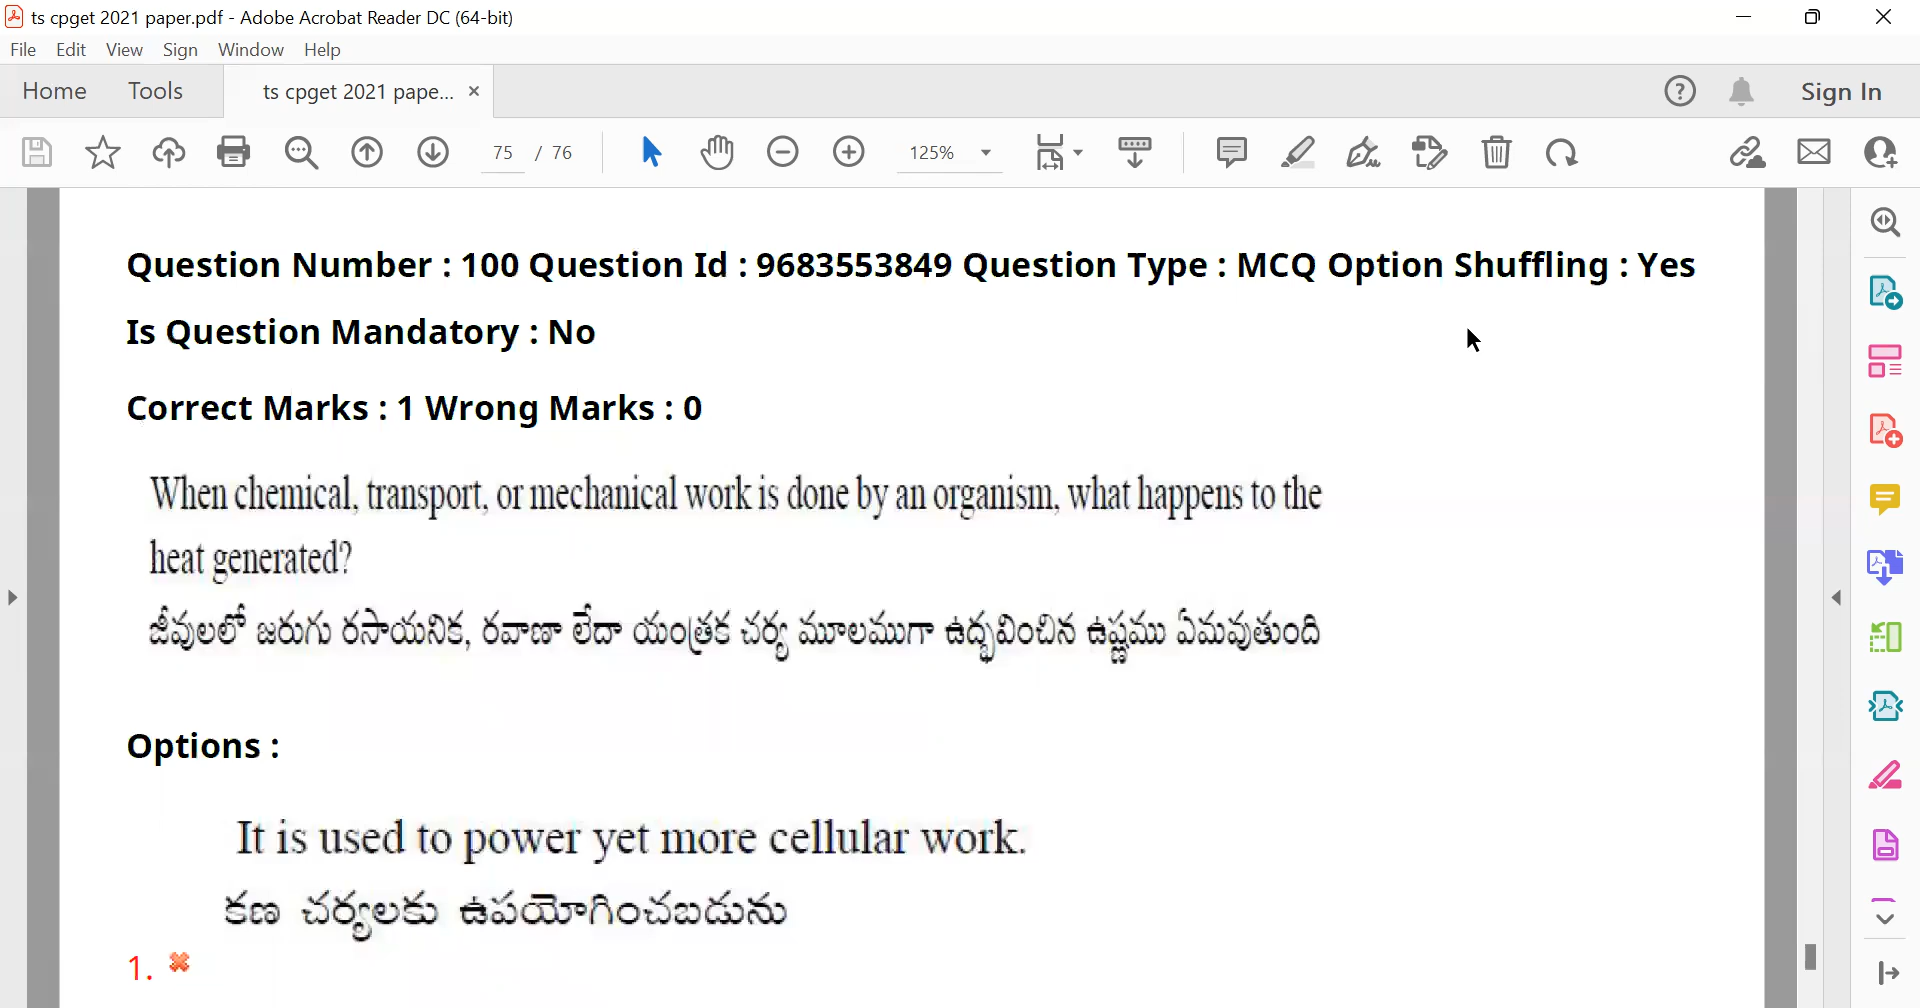 ts cpget 2021 paper.pdf - Adobe Acrobat Reader DC (64-bit)
File Edit View Sign Window Help
Home Tools ts cpget 2021 pape... × Sign In
75 / 76 125%
Question Number : 100 Question Id : 9683553849 Question Type : MCQ Option Shuffling : Yes
Is Question Mandatory : No
Correct Marks : 1 Wrong Marks : 0
When chemical, transport, or mechanical work is done by an organism, what happens to the
heat generated?
జీవులలో జరుగు రసాయనిక, రవాణా లేదా యంత్రక చర్య మూలముగా ఉద్భవించిన ఉష్ణము ఏమవుతుంది
Options :
It is used to power yet more cellular work.
కణ చర్యలకు ఉపయోగించబడును
1.